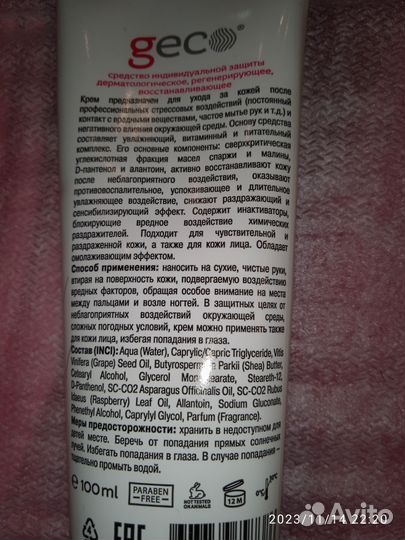 geco
средство индивидуальной защиты
дерматологическое, регенерирующее,
восстанавливающее
Крем предназначен для ухода за кожей после
профессиональных стрессовых воздействий (постоянный
контакт с вредными веществами, частое мытье рук и т.д.) и
негативного влияния окружающей среды. Основу средства
составляет увлажняющий, витаминный и питательный
комплекс. Его основные компоненты: сверхкритическая
углекислотная фракция масел спаржи и малины,
D-пантенол и алантоин, активно восстанавливают кожу
после неблагоприятного воздействия, оказывают
противовоспалительное, успокаивающее и длительное
увлажняющее воздействие, снижают раздражающий и
сенсибилизирующий эффект. Содержит инактиваторы,
блокирующие вредное воздействие химических
раздражителей. Подходит для чувствительной и
раздраженной кожи, а также для кожи лица. Обладает
омолаживающим эффектом.
Способ применения: наносить на сухие, чистые руки,
втирая на поверхность кожи, подвергаемую воздействию
вредных факторов, обращая особое внимание на места
между пальцами и возле ногтей. В защитных целях от
неблагоприятных воздействий окружающей среды,
сложных погодных условий, крем можно применять также
для кожи лица, избегая попадания в глаза.
Состав (INCI): Aqua (Water), Caprylic/Capric Triglyceride, Vitis
Vinifera (Grape) Seed Oil, Butyrospermum Parkii (Shea) Butter,
Cetearyl Alcohol, Glycerol Monostearate, Steareth-12,
D-Panthenol, SC-CO2 Asparagus Officinalis Oil, SC-CO2 Rubus
Idaeus (Raspberry) Leaf Oil, Allantoin, Sodium Gluconate,
Phenethyl Alcohol, Caprylyl Glycol, Parfum (Fragrance).
Меры предосторожности: хранить в недоступном для
детей месте. Беречь от попадания прямых солнечных
лучей. Избегать попадания в глаза. В случае попадания –
тщательно промыть водой.
℮ 100ml
PARABEN
-FREE-
NOT TESTED
ON ANIMALS
12 M
0°C
EAC
2023/11/14 22:20
Avito